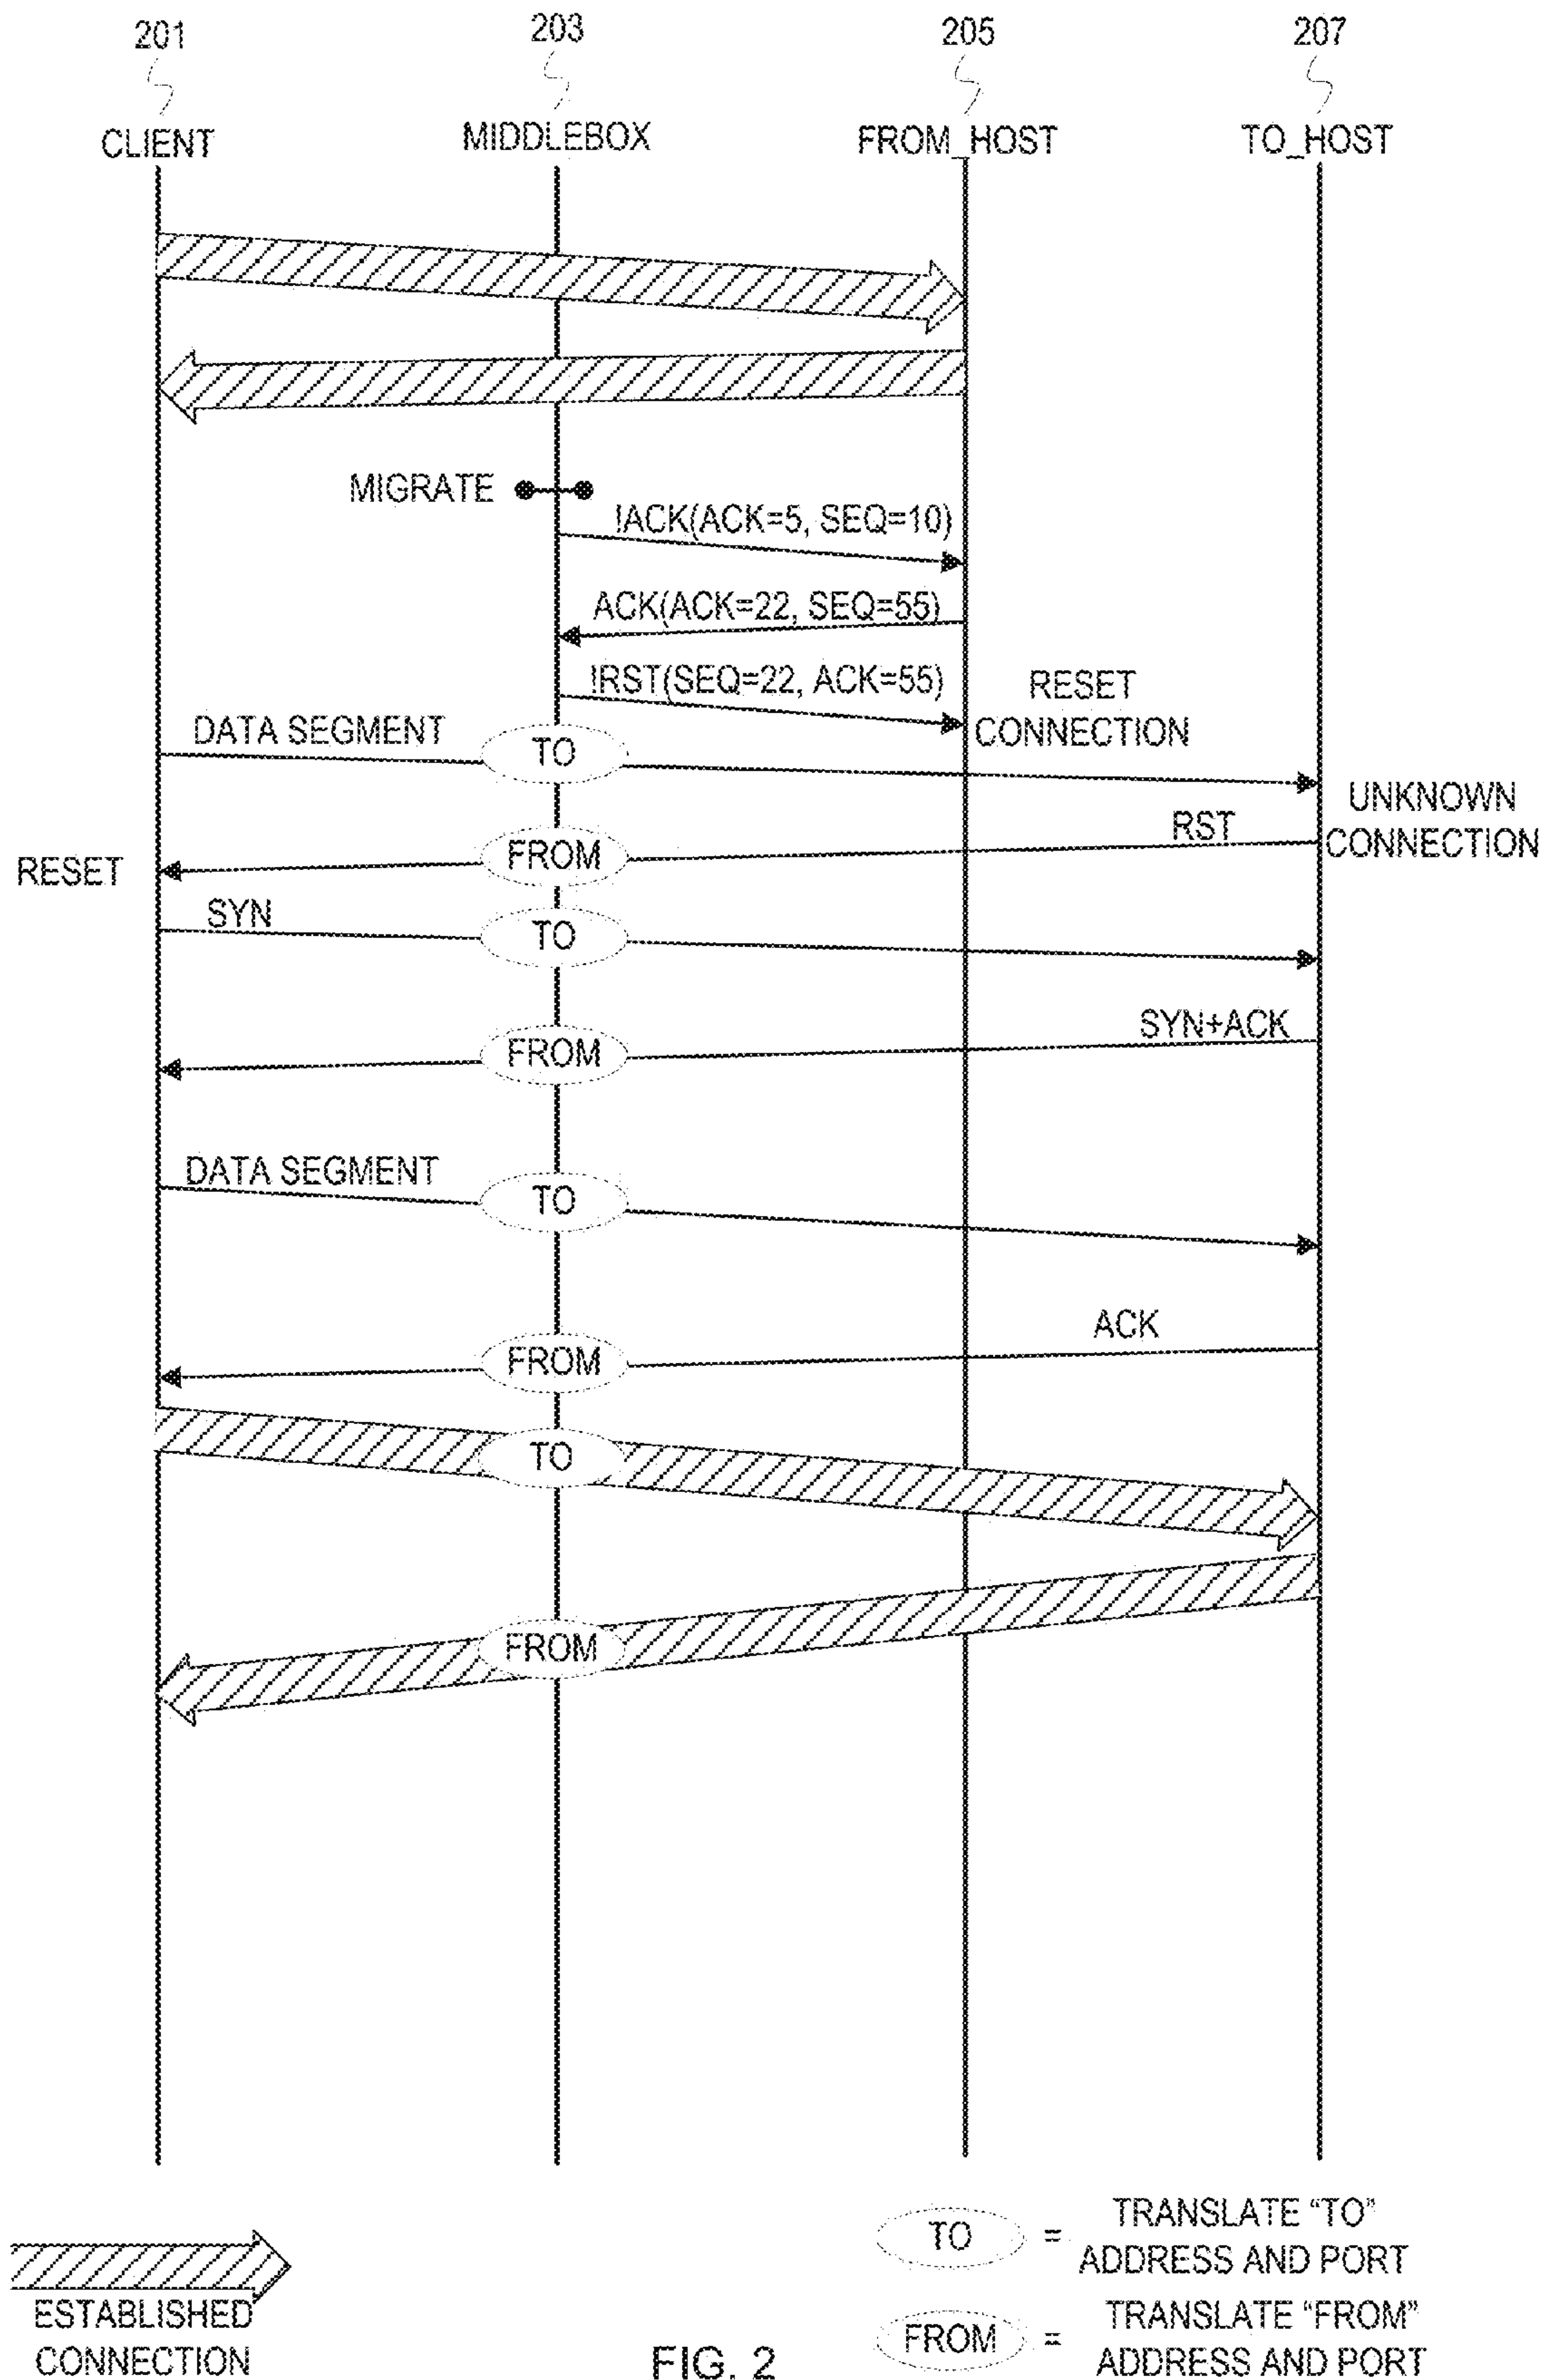 201
203
205
207
CLIENT
MIDDLEBOX
FROM_HOST
TO_HOST
MIGRATE
!ACK(ACK=5, SEQ=10)
ACK(ACK=22, SEQ=55)
!RST(SEQ=22, ACK=55)
RESET
CONNECTION
DATA SEGMENT
TO
UNKNOWN
CONNECTION
RST
FROM
RESET
SYN
TO
SYN+ACK
FROM
DATA SEGMENT
TO
ACK
FROM
TO
FROM
ESTABLISHED
CONNECTION
TO = TRANSLATE "TO"
ADDRESS AND PORT
FROM = TRANSLATE "FROM"
ADDRESS AND PORT
FIG. 2